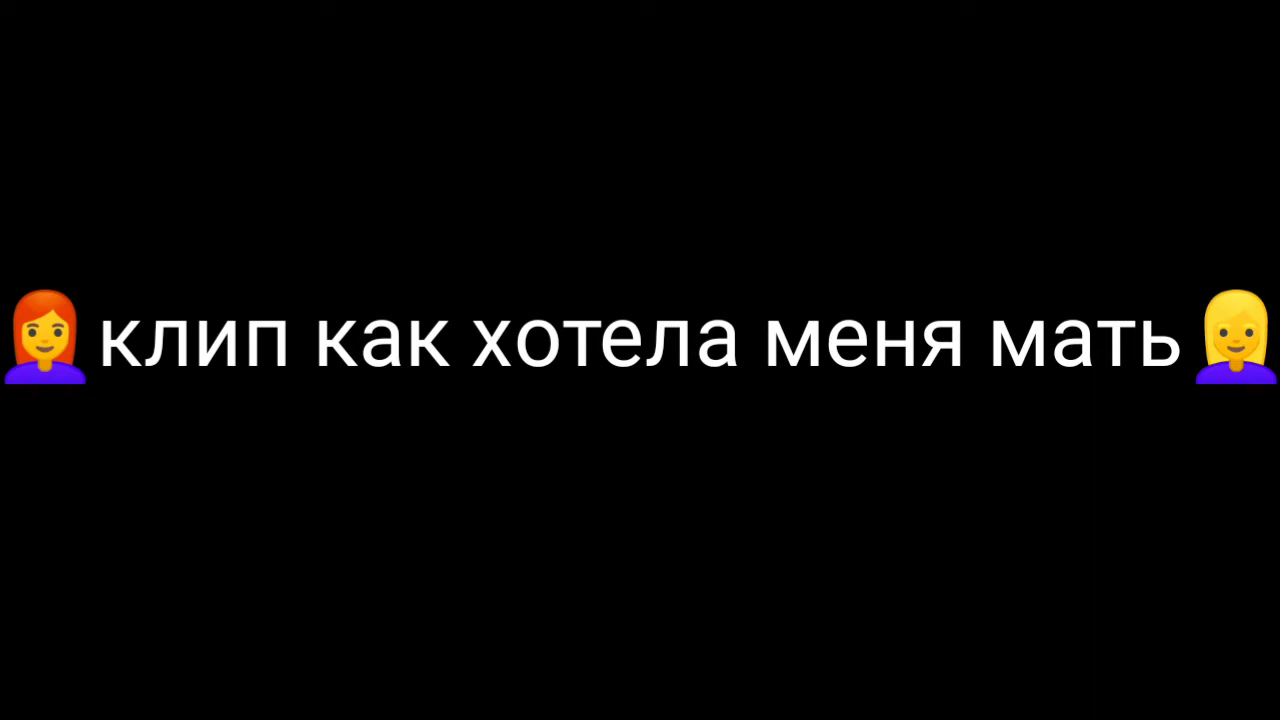 👩‍🦰клип как хотела меня мать👱‍♀️